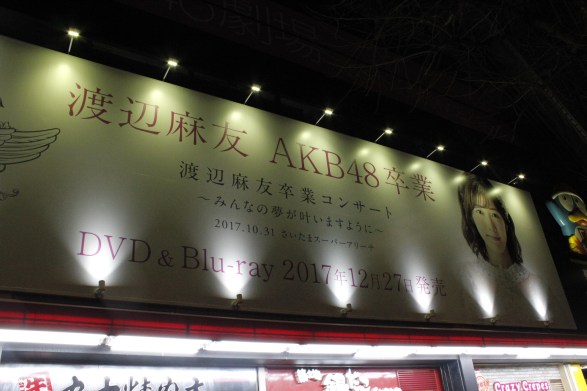 渡辺麻友 AKB48卒業
渡辺麻友卒業コンサート
〜みんなの夢が叶いますように〜
2017.10.31 さいたまスーパーアリーナ
DVD & Blu-ray 2017年12月27日発売
Crazy Crepes